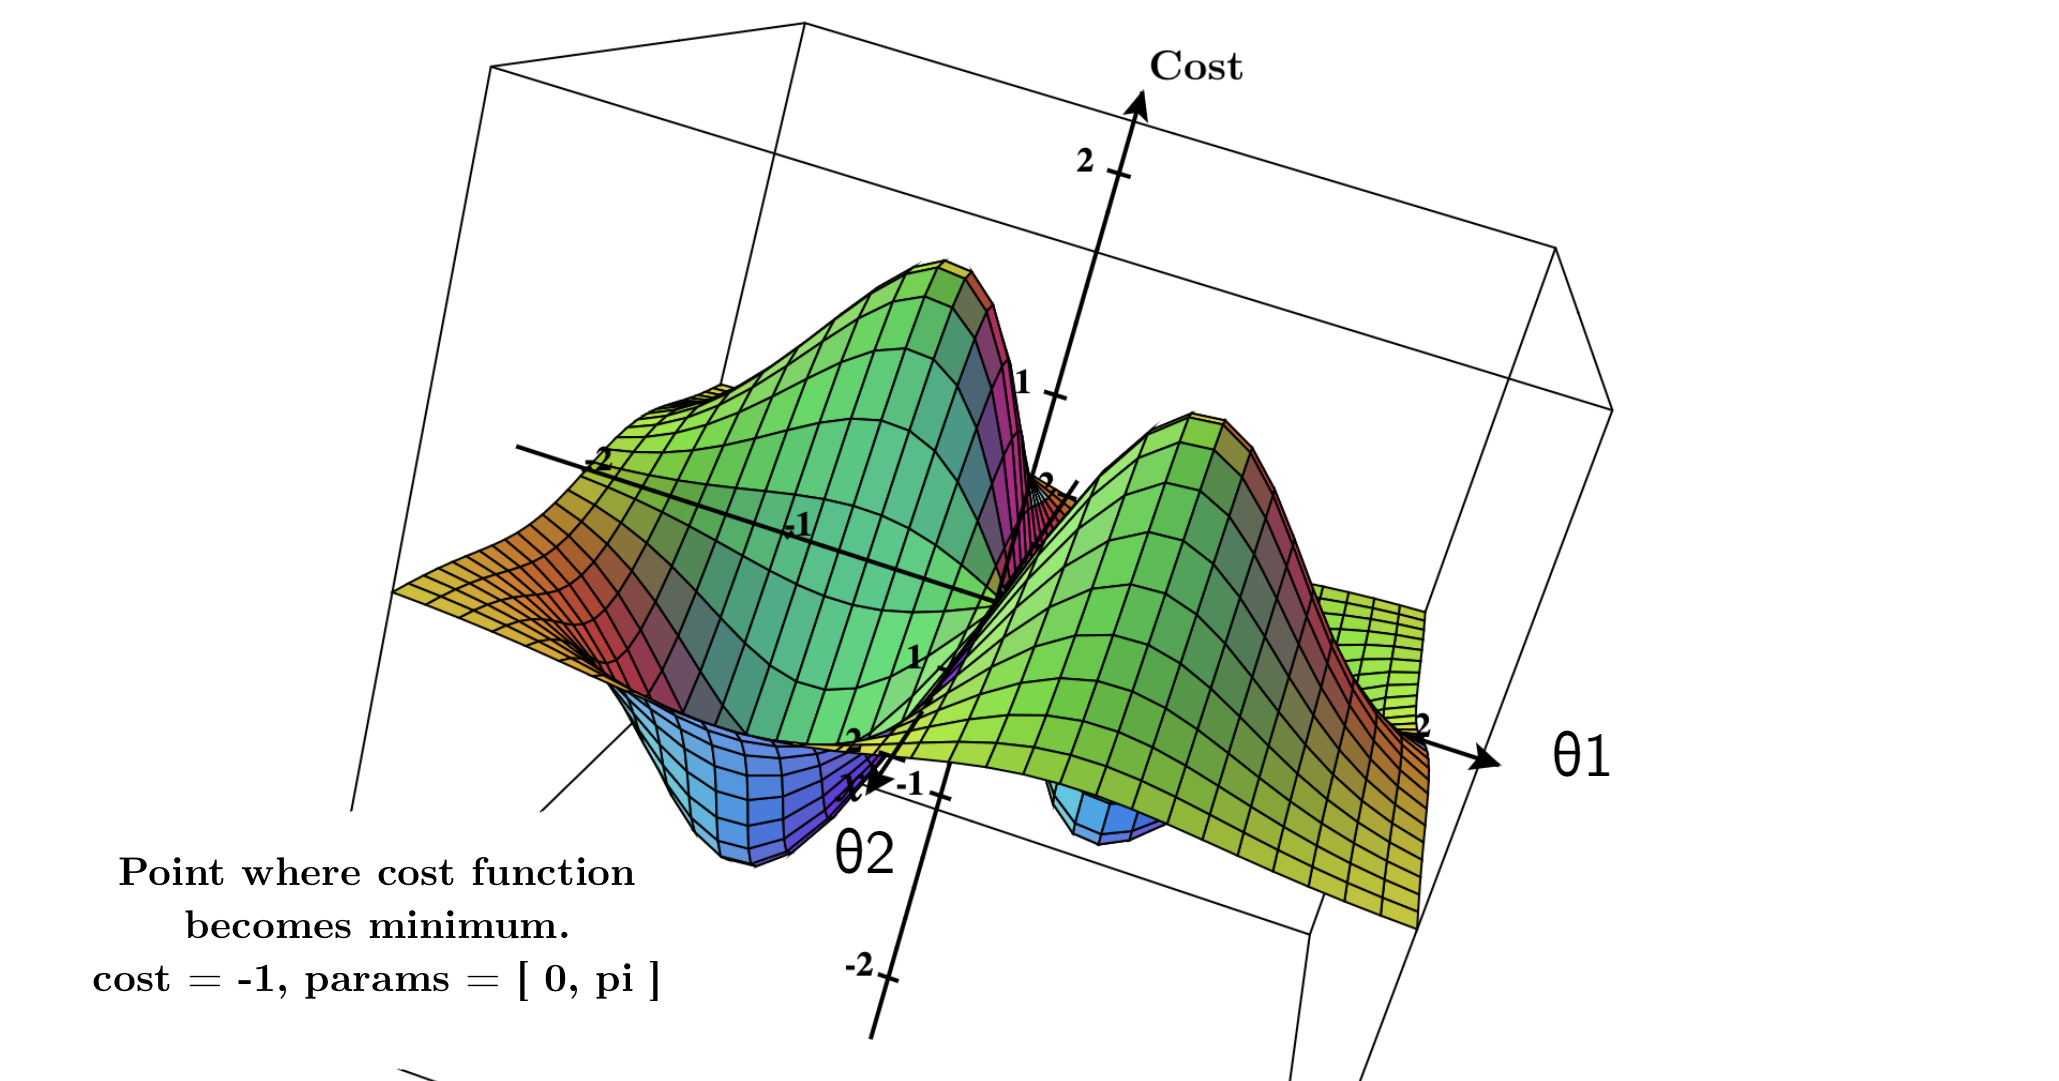 Cost
2
1
-2
2
-1
1
2
2
x
-1
θ1
θ2
Point where cost function
becomes minimum.
-2
cost = -1, params = [ 0, pi ]